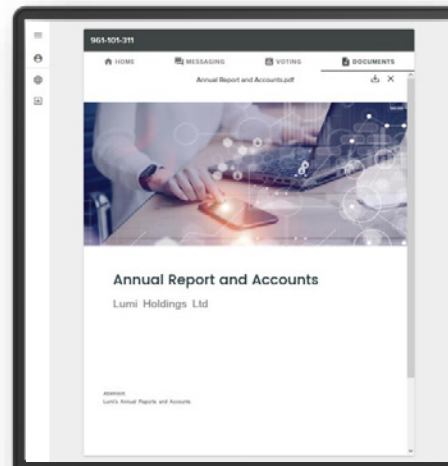 961-101-311
HOME MESSAGING VOTING DOCUMENTS
Annual Report and Accounts.pdf
Annual Report and Accounts
Lumi Holdings Ltd
Abstract
Lumi's Annual Reports and Accounts